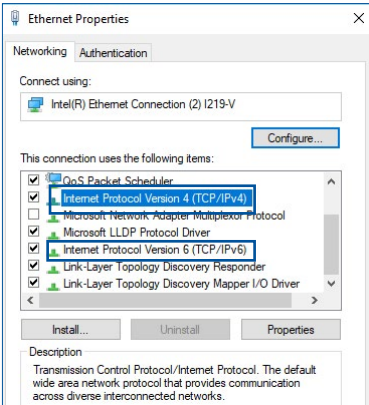 Ethernet Properties
Networking Authentication
Connect using:
Intel(R) Ethernet Connection (2) I219-V
Configure...
This connection uses the following items:
QoS Packet Scheduler
Internet Protocol Version 4 (TCP/IPv4)
Microsoft Network Adapter Multiplexor Protocol
Microsoft LLDP Protocol Driver
Internet Protocol Version 6 (TCP/IPv6)
Link-Layer Topology Discovery Responder
Link-Layer Topology Discovery Mapper I/O Driver
Install... Uninstall Properties
Description
Transmission Control Protocol/Internet Protocol. The default
wide area network protocol that provides communication
across diverse interconnected networks.